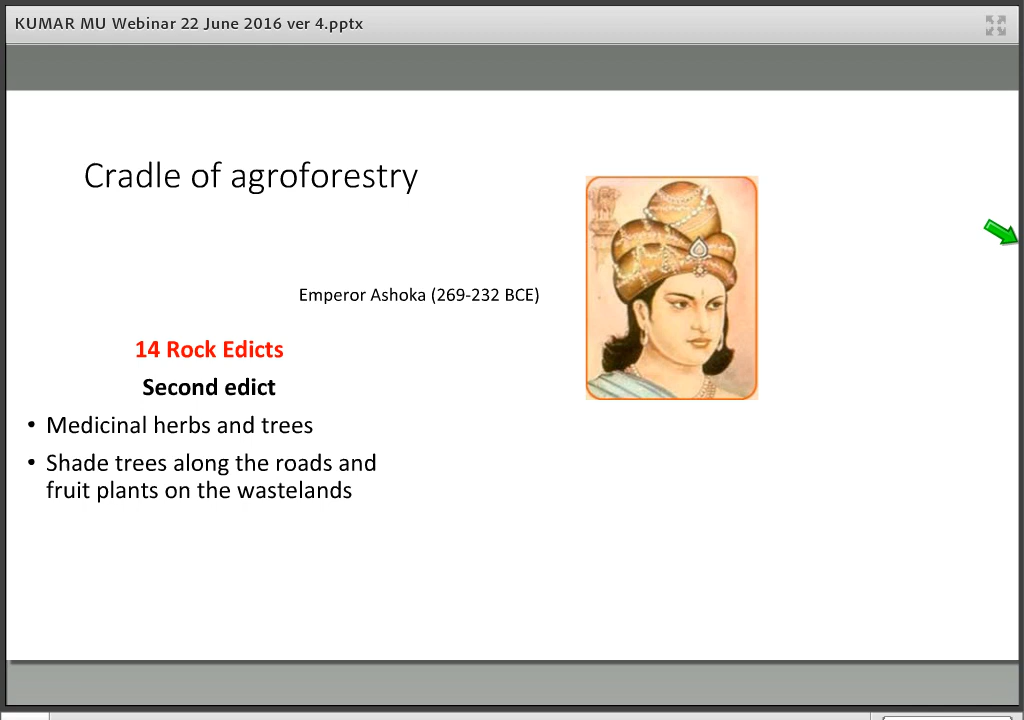 KUMAR MU Webinar 22 June 2016 ver 4.pptx
Cradle of agroforestry
Emperor Ashoka (269-232 BCE)
14 Rock Edicts
Second edict
• Medicinal herbs and trees
• Shade trees along the roads and
fruit plants on the wastelands